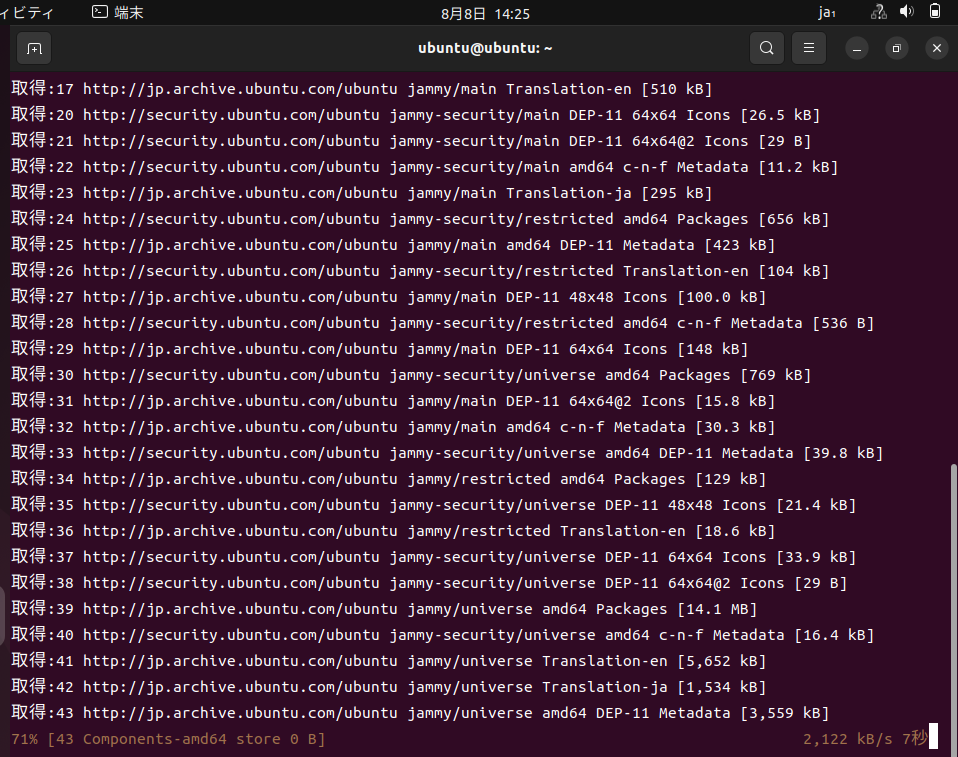 ィビティ 端末 8月8日 14:25 ja₁
ubuntu@ubuntu: ~
取得:17 http://jp.archive.ubuntu.com/ubuntu jammy/main Translation-en [510 kB]
取得:20 http://security.ubuntu.com/ubuntu jammy-security/main DEP-11 64x64 Icons [26.5 kB]
取得:21 http://security.ubuntu.com/ubuntu jammy-security/main DEP-11 64x64@2 Icons [29 B]
取得:22 http://security.ubuntu.com/ubuntu jammy-security/main amd64 c-n-f Metadata [11.2 kB]
取得:23 http://jp.archive.ubuntu.com/ubuntu jammy/main Translation-ja [295 kB]
取得:24 http://security.ubuntu.com/ubuntu jammy-security/restricted amd64 Packages [656 kB]
取得:25 http://jp.archive.ubuntu.com/ubuntu jammy/main amd64 DEP-11 Metadata [423 kB]
取得:26 http://security.ubuntu.com/ubuntu jammy-security/restricted Translation-en [104 kB]
取得:27 http://jp.archive.ubuntu.com/ubuntu jammy/main DEP-11 48x48 Icons [100.0 kB]
取得:28 http://security.ubuntu.com/ubuntu jammy-security/restricted amd64 c-n-f Metadata [536 B]
取得:29 http://jp.archive.ubuntu.com/ubuntu jammy/main DEP-11 64x64 Icons [148 kB]
取得:30 http://security.ubuntu.com/ubuntu jammy-security/universe amd64 Packages [769 kB]
取得:31 http://jp.archive.ubuntu.com/ubuntu jammy/main DEP-11 64x64@2 Icons [15.8 kB]
取得:32 http://jp.archive.ubuntu.com/ubuntu jammy/main amd64 c-n-f Metadata [30.3 kB]
取得:33 http://security.ubuntu.com/ubuntu jammy-security/universe amd64 DEP-11 Metadata [39.8 kB]
取得:34 http://jp.archive.ubuntu.com/ubuntu jammy/restricted amd64 Packages [129 kB]
取得:35 http://security.ubuntu.com/ubuntu jammy-security/universe DEP-11 48x48 Icons [21.4 kB]
取得:36 http://jp.archive.ubuntu.com/ubuntu jammy/restricted Translation-en [18.6 kB]
取得:37 http://security.ubuntu.com/ubuntu jammy-security/universe DEP-11 64x64 Icons [33.9 kB]
取得:38 http://security.ubuntu.com/ubuntu jammy-security/universe DEP-11 64x64@2 Icons [29 B]
取得:39 http://jp.archive.ubuntu.com/ubuntu jammy/universe amd64 Packages [14.1 MB]
取得:40 http://security.ubuntu.com/ubuntu jammy-security/universe amd64 c-n-f Metadata [16.4 kB]
取得:41 http://jp.archive.ubuntu.com/ubuntu jammy/universe Translation-en [5,652 kB]
取得:42 http://jp.archive.ubuntu.com/ubuntu jammy/universe Translation-ja [1,534 kB]
取得:43 http://jp.archive.ubuntu.com/ubuntu jammy/universe amd64 DEP-11 Metadata [3,559 kB]
71% [43 Components-amd64 store 0 B] 2,122 kB/s 7秒